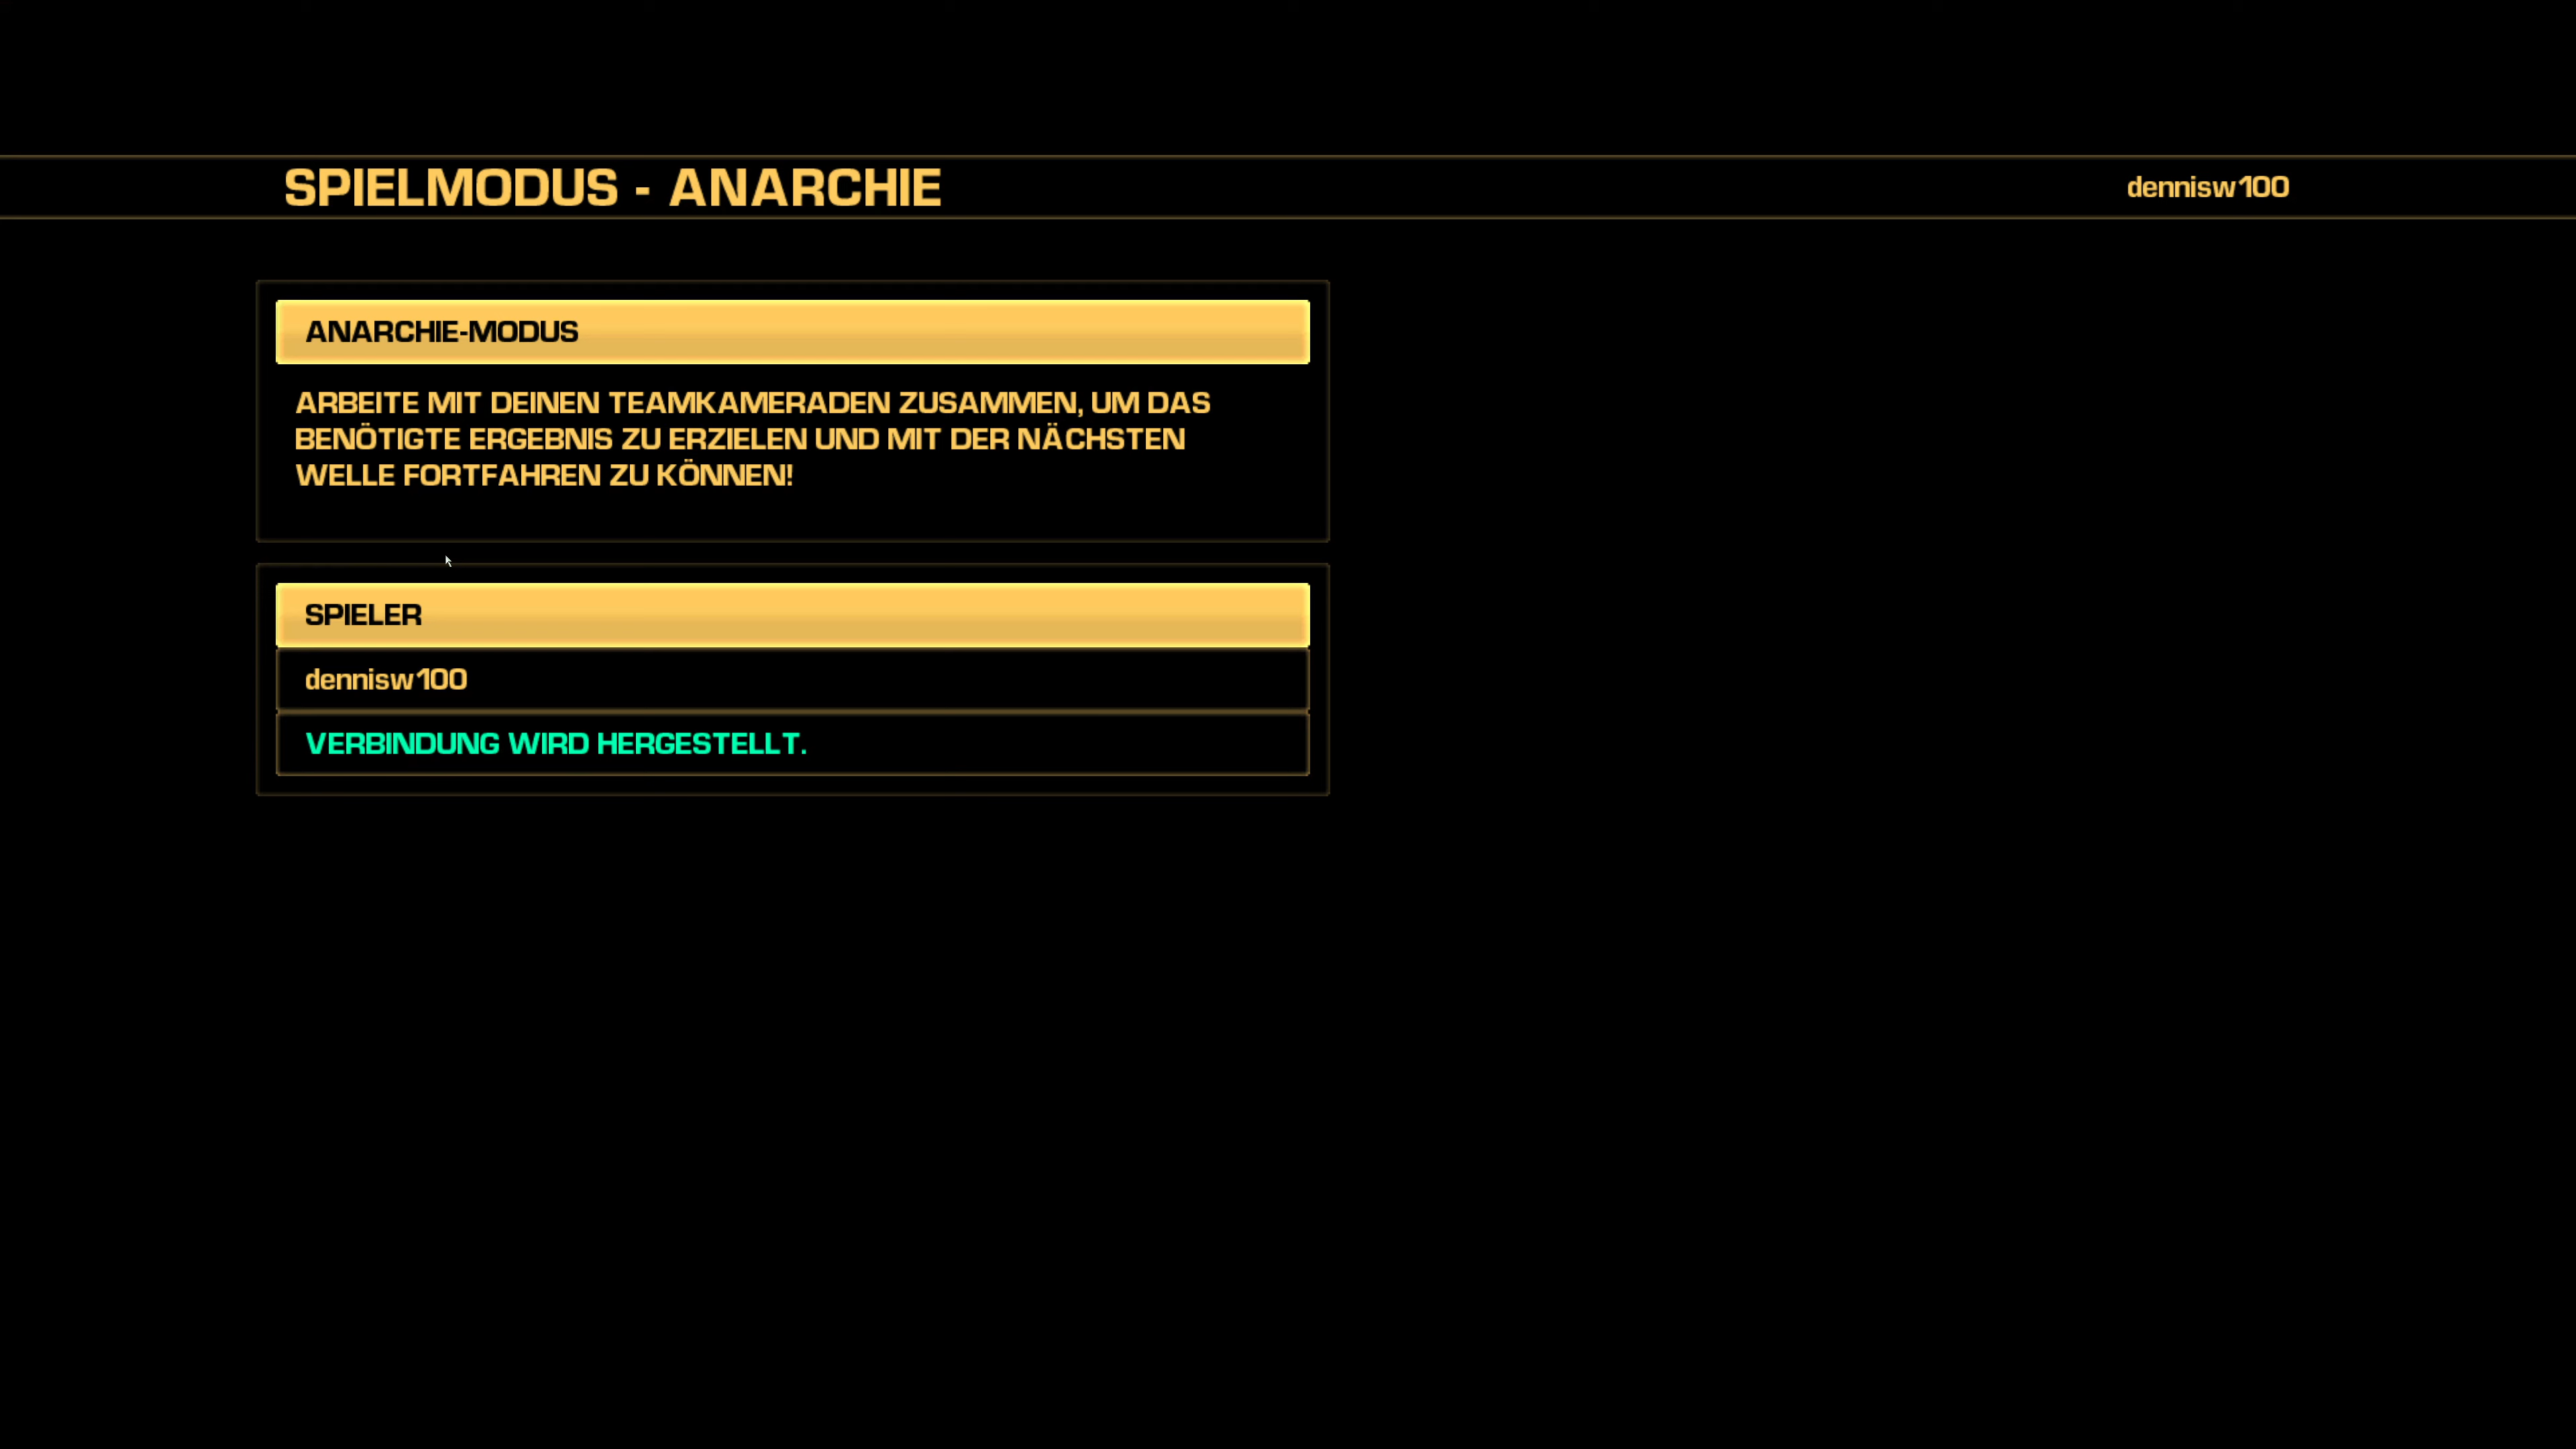 SPIELMODUS - ANARCHIE
dennisw100
ANARCHIE-MODUS
ARBEITE MIT DEINEN TEAMKAMERADEN ZUSAMMEN, UM DAS
BENÖTIGTE ERGEBNIS ZU ERZIELEN UND MIT DER NÄCHSTEN
WELLE FORTFAHREN ZU KÖNNEN!
SPIELER
dennisw100
VERBINDUNG WIRD HERGESTELLT.